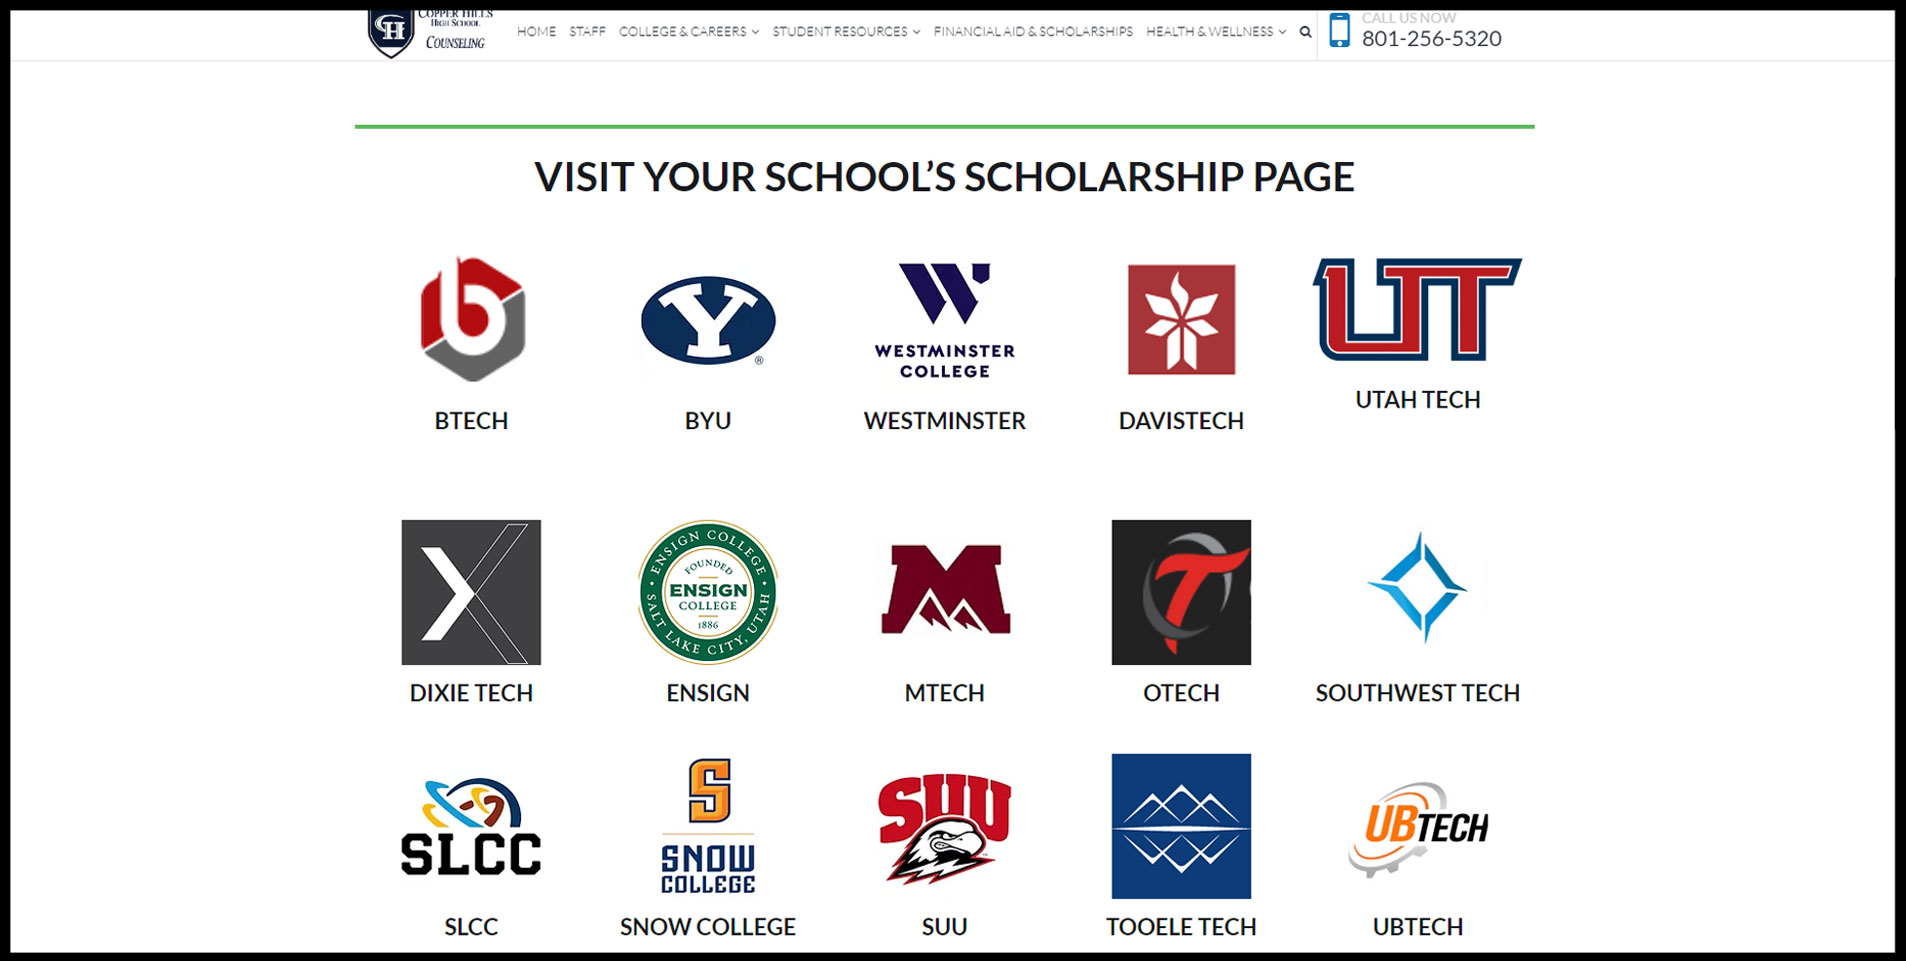 COPPER HILLS
HIGH SCHOOL
COUNSELING
CH
HOME STAFF COLLEGE & CAREERS STUDENT RESOURCES FINANCIAL AID & SCHOLARSHIPS HEALTH & WELLNESS
CALL US NOW
801-256-5320
VISIT YOUR SCHOOL'S SCHOLARSHIP PAGE
b
Y
®
W
WESTMINSTER
COLLEGE
UT
BTECH BYU WESTMINSTER DAVISTECH UTAH TECH
X
ENSIGN COLLEGE
FOUNDED
ENSIGN
COLLEGE
1886
SALT LAKE CITY, UTAH
M
T
DIXIE TECH ENSIGN MTECH OTECH SOUTHWEST TECH
SLCC
S
SNOW
COLLEGE
SUU
UBTECH
SLCC SNOW COLLEGE SUU TOOELE TECH UBTECH